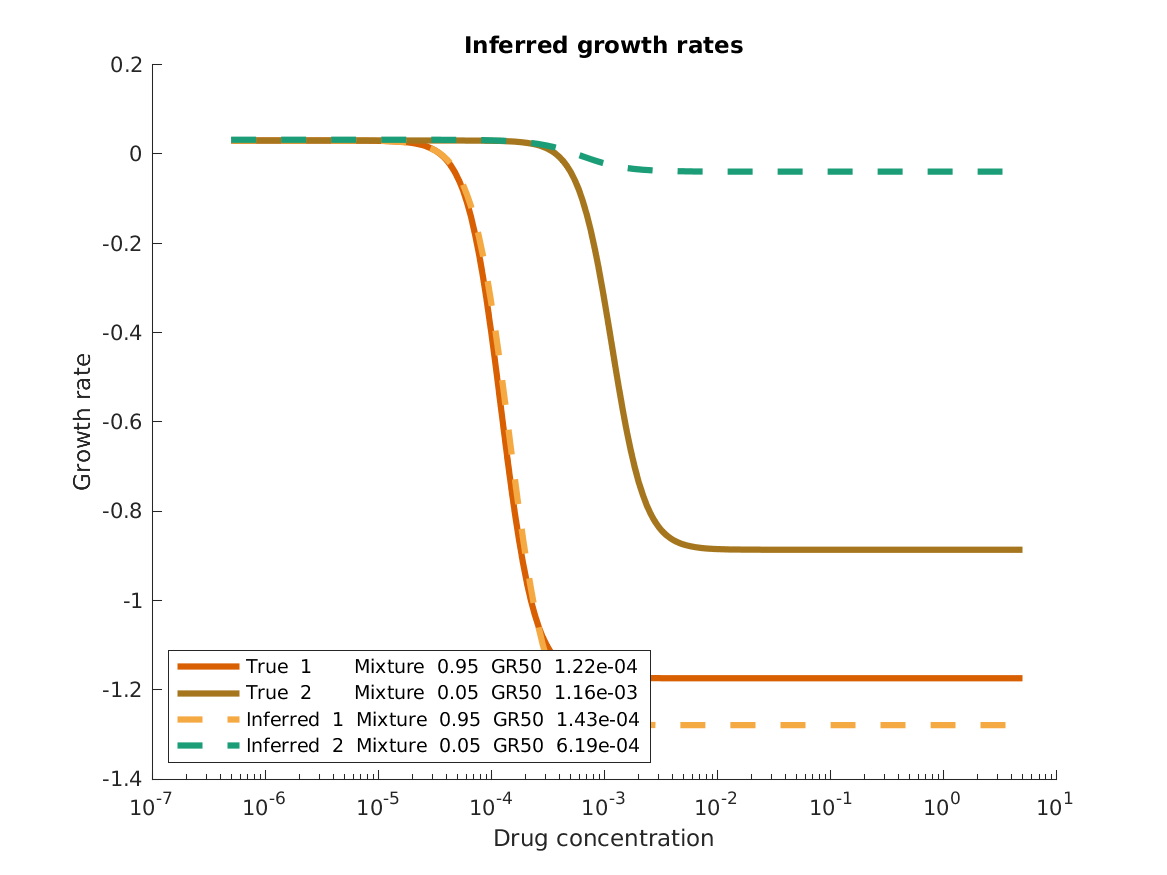 Inferred growth rates
0.2
0
-0.2
-0.4
-0.6
-0.8
-1
-1.2
-1.4
Growth rate
True 1 Mixture 0.95 GR50 1.22e-04
True 2 Mixture 0.05 GR50 1.16e-03
Inferred 1 Mixture 0.95 GR50 1.43e-04
Inferred 2 Mixture 0.05 GR50 6.19e-04
10^-7 10^-6 10^-5 10^-4 10^-3 10^-2 10^-1 10^0 10^1
Drug concentration